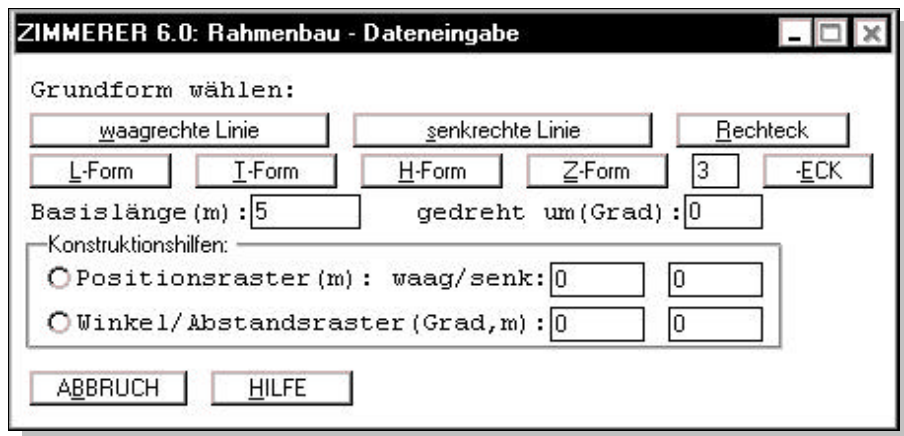 ZIMMERER 6.0: Rahmenbau - Dateneingabe
Grundform wählen:
waagrechte Linie senkrechte Linie Rechteck
L-Form T-Form H-Form Z-Form 3 -ECK
Basislänge(m):5 gedreht um(Grad):0
Konstruktionshilfen:
Positionsraster(m): waag/senk:0 0
Winkel/Abstandsraster(Grad,m):0 0
ABBRUCH HILFE